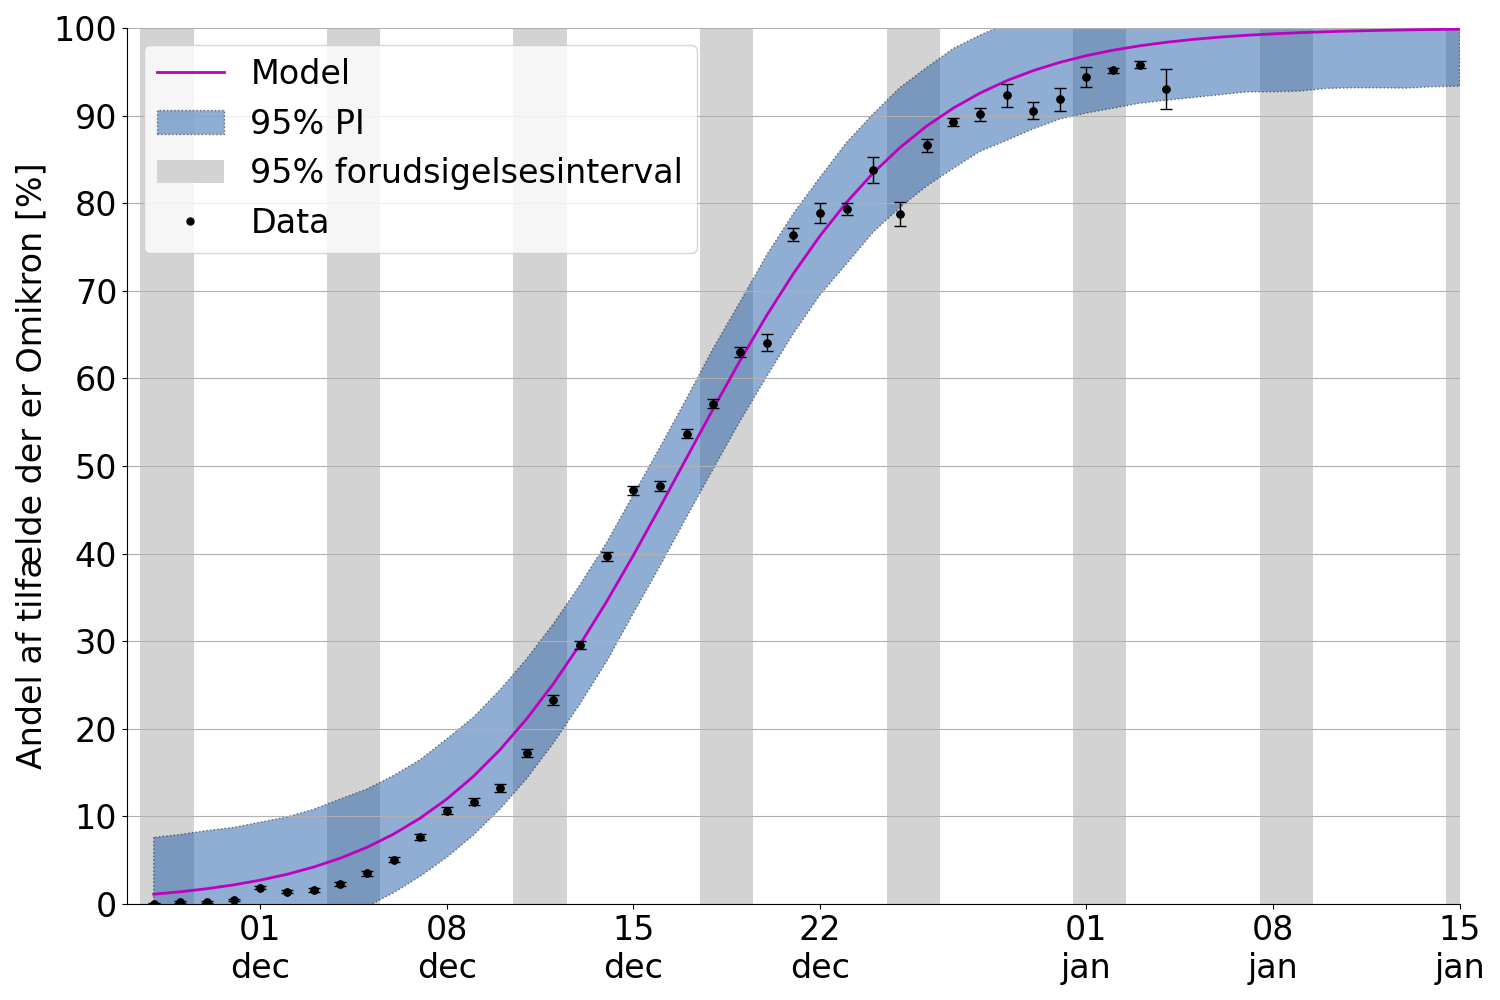 Andel af tilfælde der er Omikron [%]
100
90
80
70
60
50
40
30
20
10
0
Model
95% PI
95% forudsigelsesinterval
Data
01 dec
08 dec
15 dec
22 dec
01 jan
08 jan
15 jan